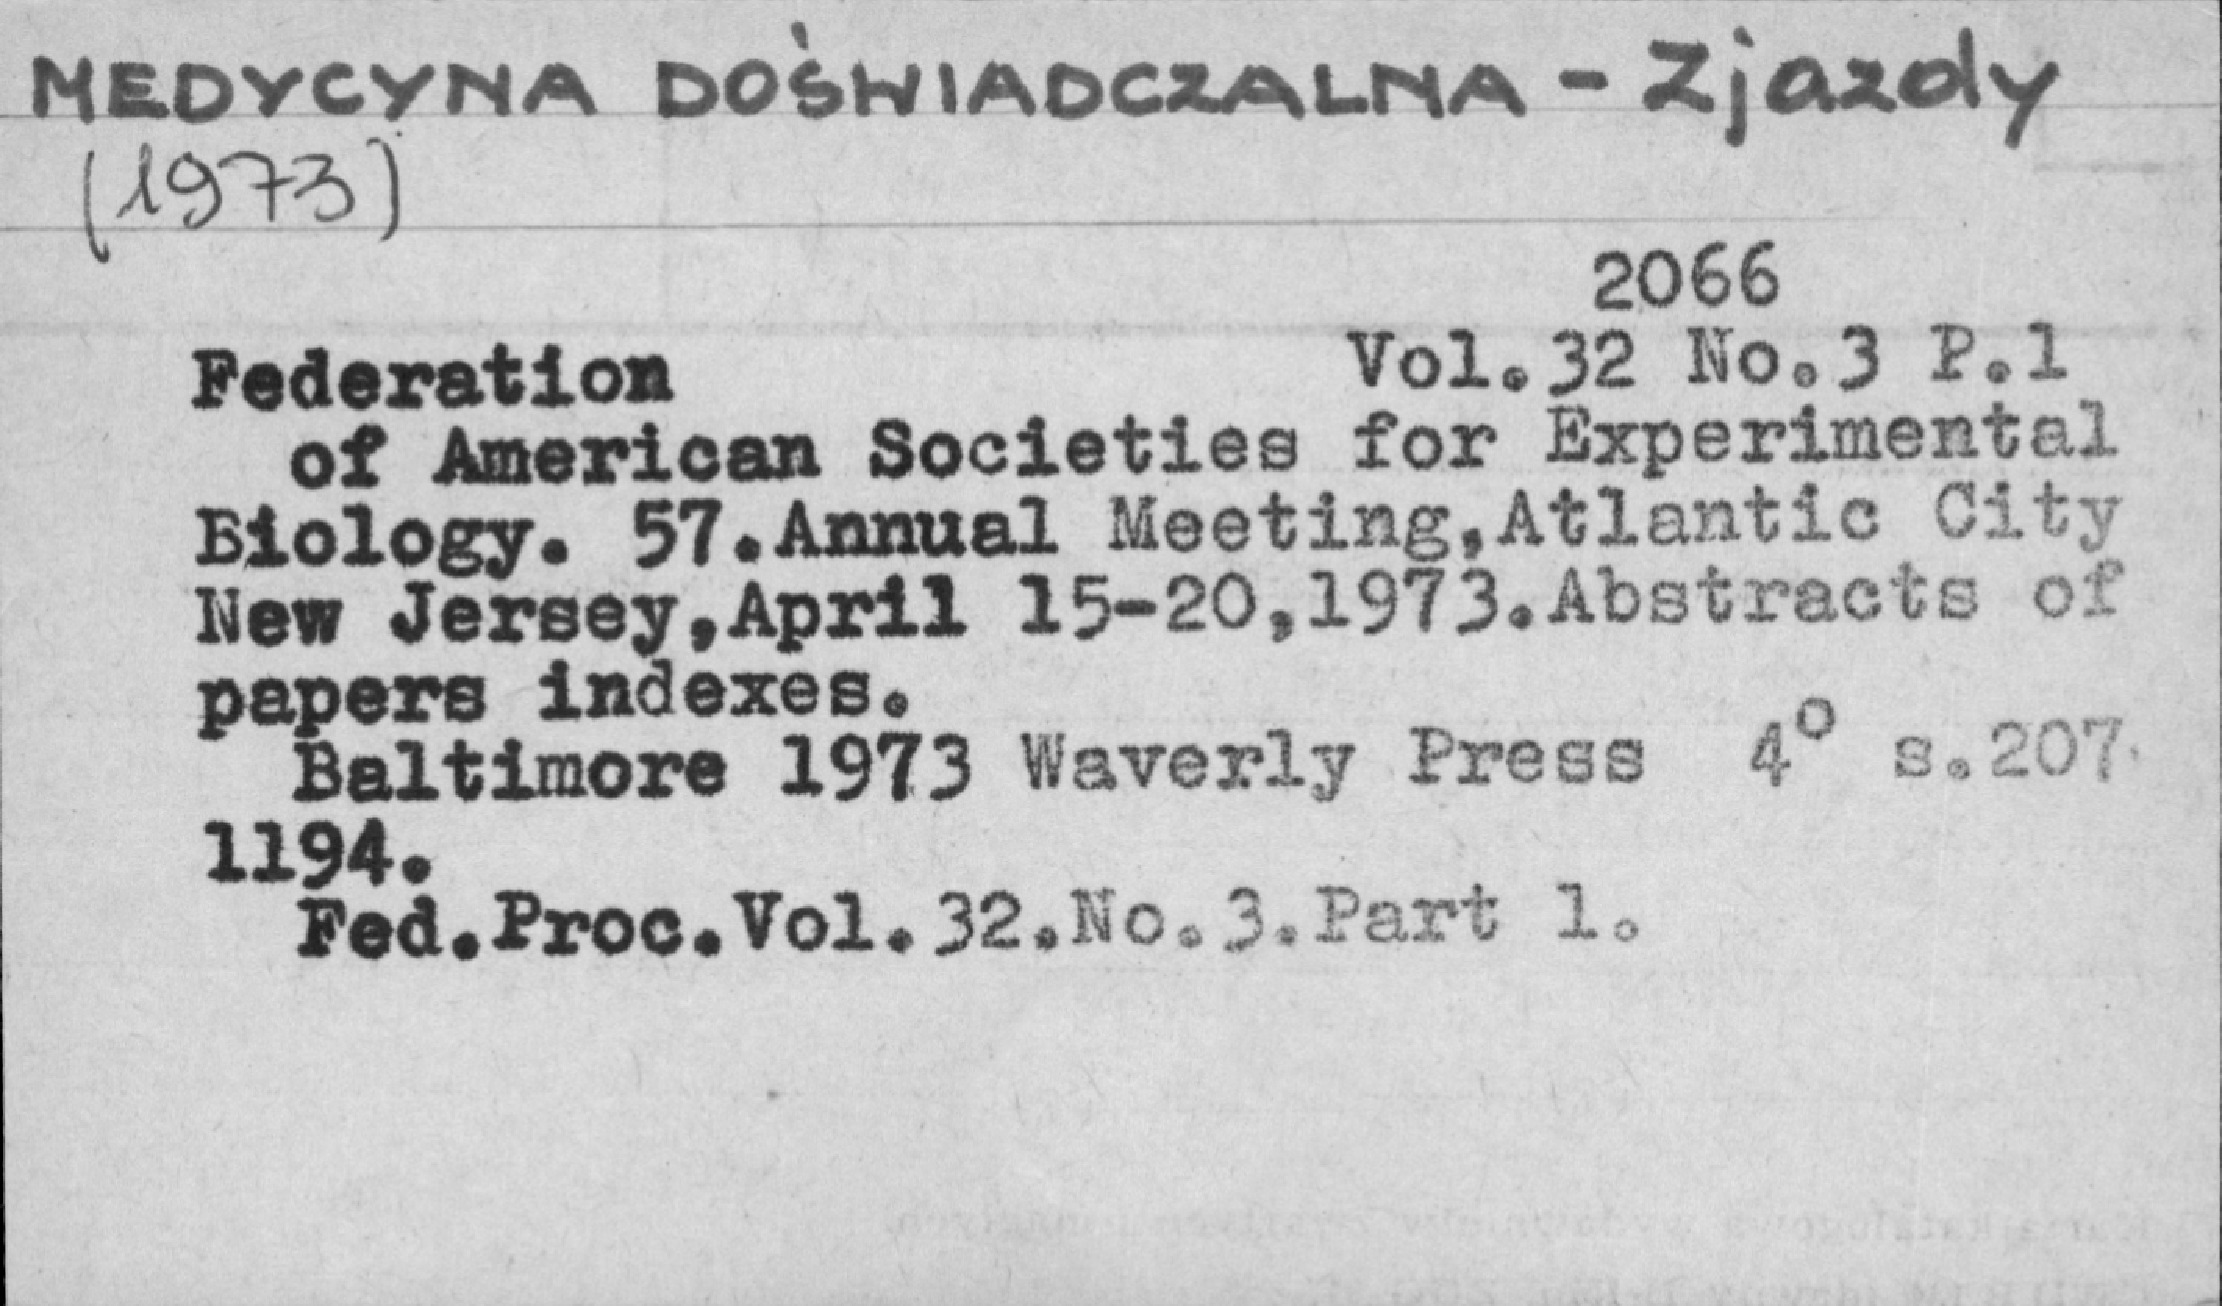 MEDYCYNA DOŚWIADCZALNA - Zjazdy
(1973)
2066
Federation Vol.32 No.3 P.1
of American Societies for Experimental
Biology. 57.Annual Meeting,Atlantic City
New Jersey,April 15-20,1973.Abstracts of
papers indexes.
Baltimore 1973 Waverly Press 4° s.207
1194.
Fed.Proc.Vol.32.No.3.Part 1.